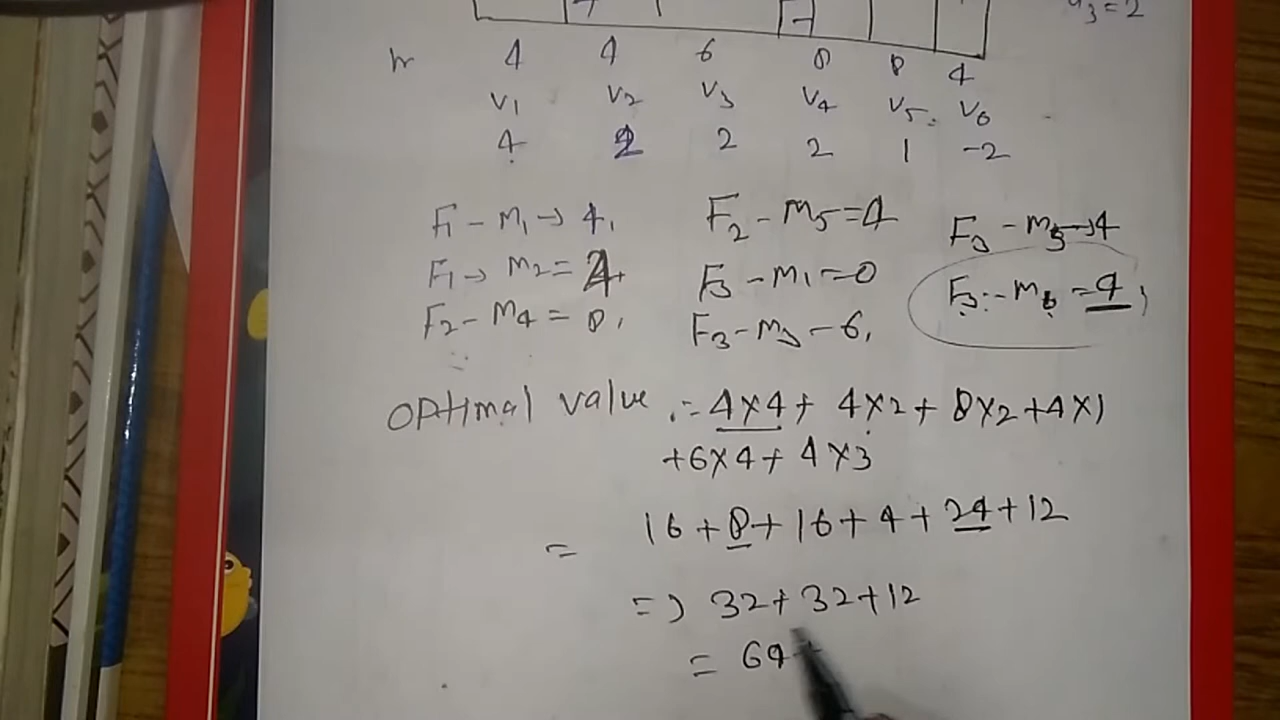 u3=2
4 4 6 8 8 4
V1 V2 V3 V4 V5 V6
4 2 2 2 1 -2
F1 - M1 → 4, F2 - M5 = 4 F3 - M5 → 4
F1 → M2 = 4, F3 - M1 = 0 F3 - M6 = 4,
F2 - M4 = 8, F3 - M3 - 6,
OPtimal value :- 4×4+ 4×2+ 8×2+4×1
+6×4+ 4×3
= 16+8+16+4+24+12
=) 32+32+12
= 64+